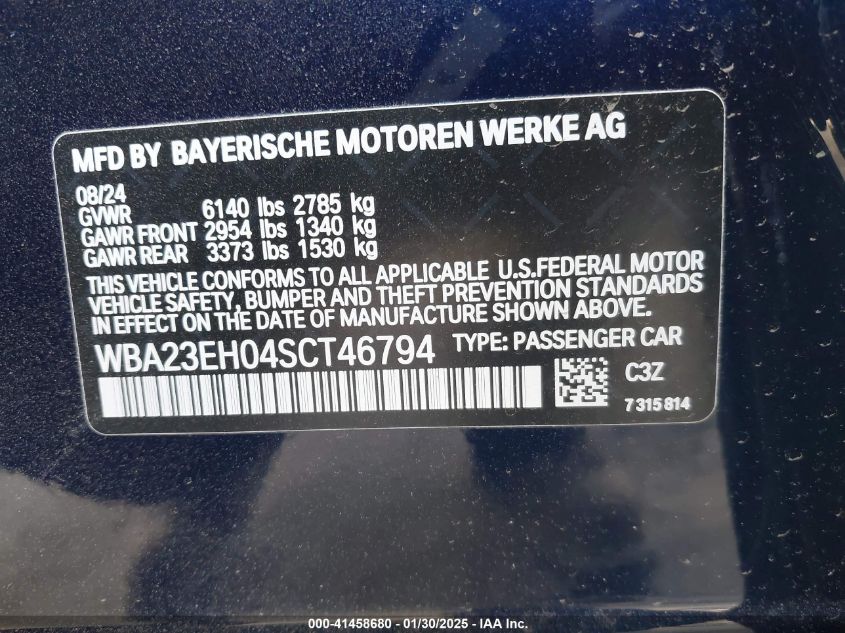 MFD BY BAYERISCHE MOTOREN WERKE AG
08/24
GVWR 6140 lbs 2785 kg
GAWR FRONT 2954 lbs 1340 kg
GAWR REAR 3373 lbs 1530 kg
THIS VEHICLE CONFORMS TO ALL APPLICABLE U.S.FEDERAL MOTOR
VEHICLE SAFETY, BUMPER AND THEFT PREVENTION STANDARDS
IN EFFECT ON THE DATE OF MANUFACTURE SHOWN ABOVE.
WBA23EH04SCT46794 TYPE: PASSENGER CAR
C3Z
7 315 814
000-41458680 - 01/30/2025 - IAA Inc.